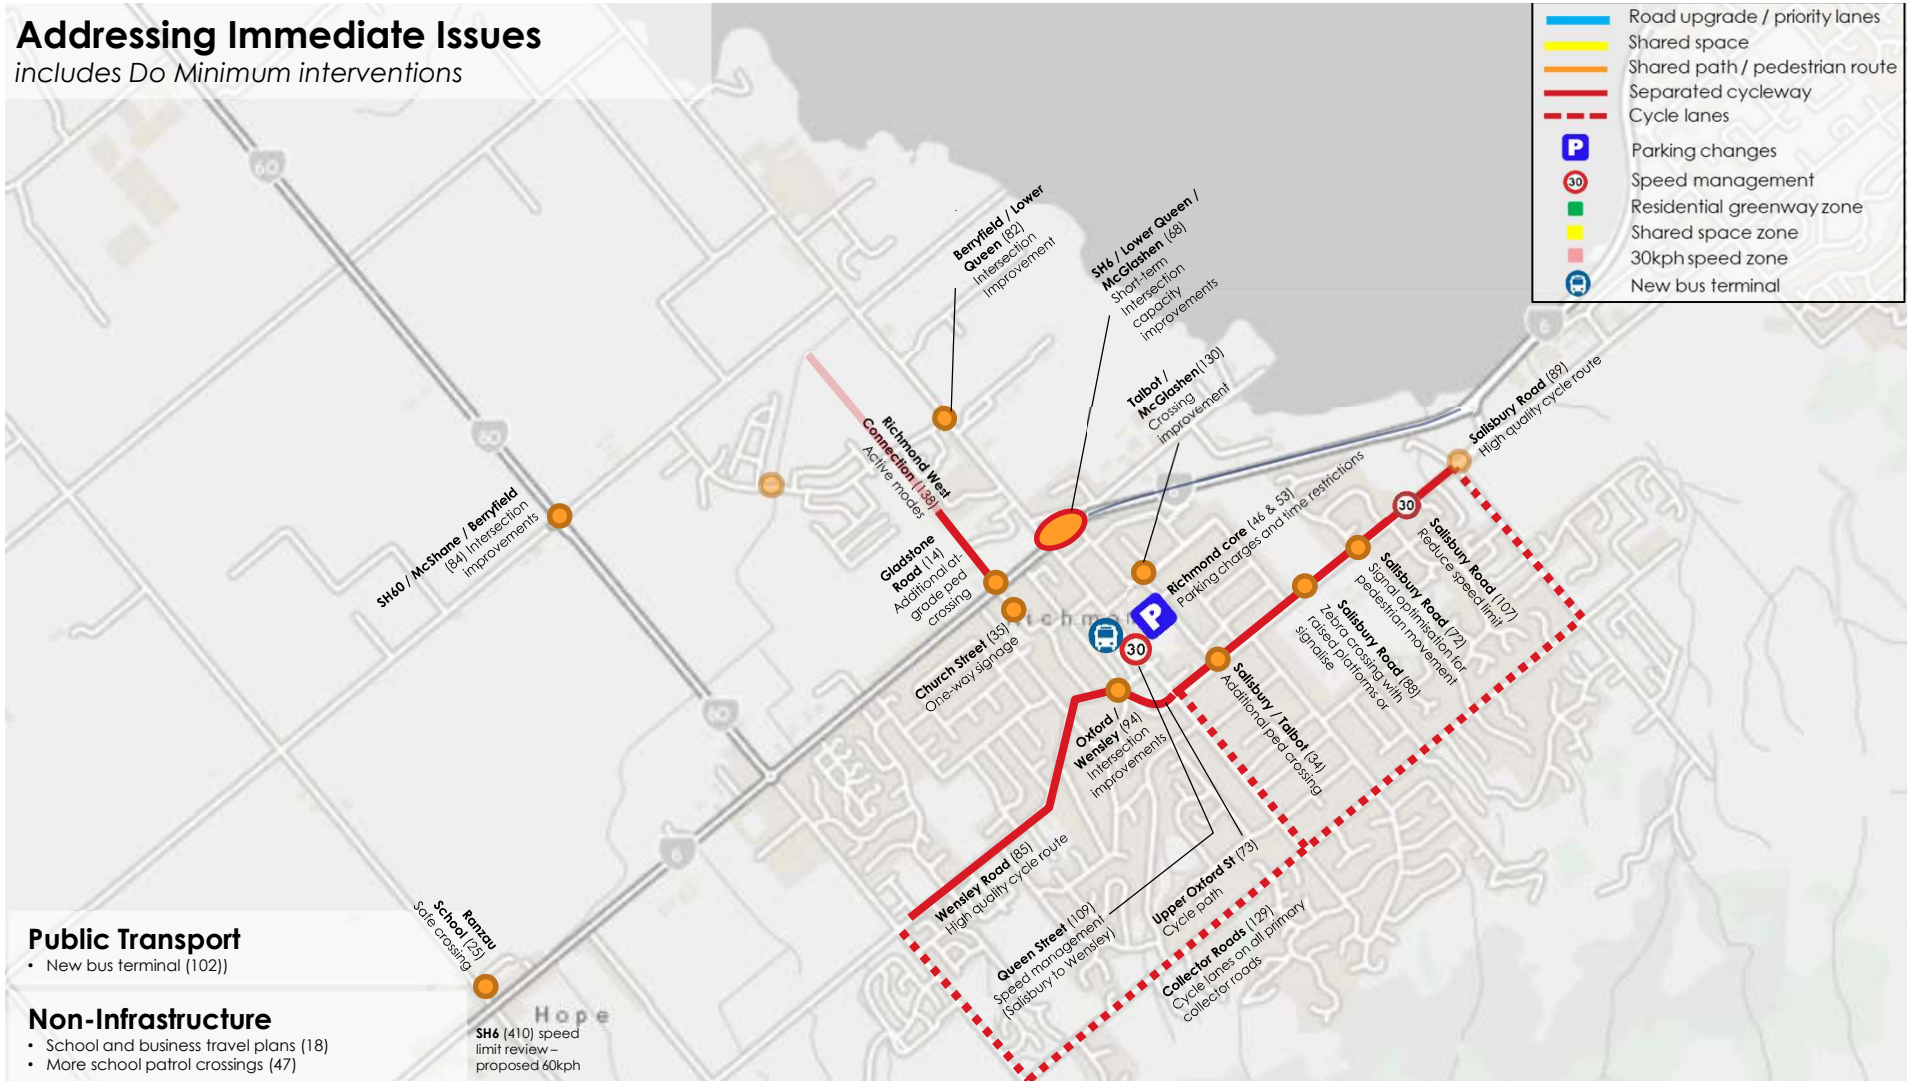 Addressing Immediate Issues
includes Do Minimum interventions
Road upgrade / priority lanes
Shared space
Shared path / pedestrian route
Separated cycleway
Cycle lanes
P
Parking changes
30
Speed management
Residential greenway zone
Shared space zone
30kph speed zone
New bus terminal
60
60
60
6
6
Berryfield / Lower
Queen (82)
Intersection
Improvement
SH6 / Lower Queen /
McGlashen (68)
Short-term
Intersection
capacity
improvements
Talbot /
McGlashen (130)
Crossing
improvement
Salisbury Road (89)
High quality cycle route
Richmond West
Connection (138)
Active modes
SH60 / McShane / Berryfield
(84) Intersection
improvements
Gladstone
Road (14)
Additional at-
grade ped
crossing
Richmond core (46 & 53)
Parking charges and time restrictions
P
30
30
Church Street (35)
One-way signage
Salisbury Road (107)
Reduce speed limit
Salisbury Road (72)
Signal optimisation for
pedestrian movement
Salisbury Road (88)
Zebra crossing with
raised platforms or
signalise
Salisbury / Talbot (34)
Additional ped crossing
Oxford /
Wensley (94)
Intersection
improvements
Wensley Road (85)
High quality cycle route
Queen Street (109)
Speed management
(Salisbury to Wensley)
Upper Oxford St (73)
Cycle path
Collector Roads (129)
Cycle lanes on all primary
collector roads
Ranzau
School (25)
Safe crossing
Hope
SH6 (410) speed
limit review –
proposed 60kph
Public Transport
• New bus terminal (102))
Non-Infrastructure
• School and business travel plans (18)
• More school patrol crossings (47)